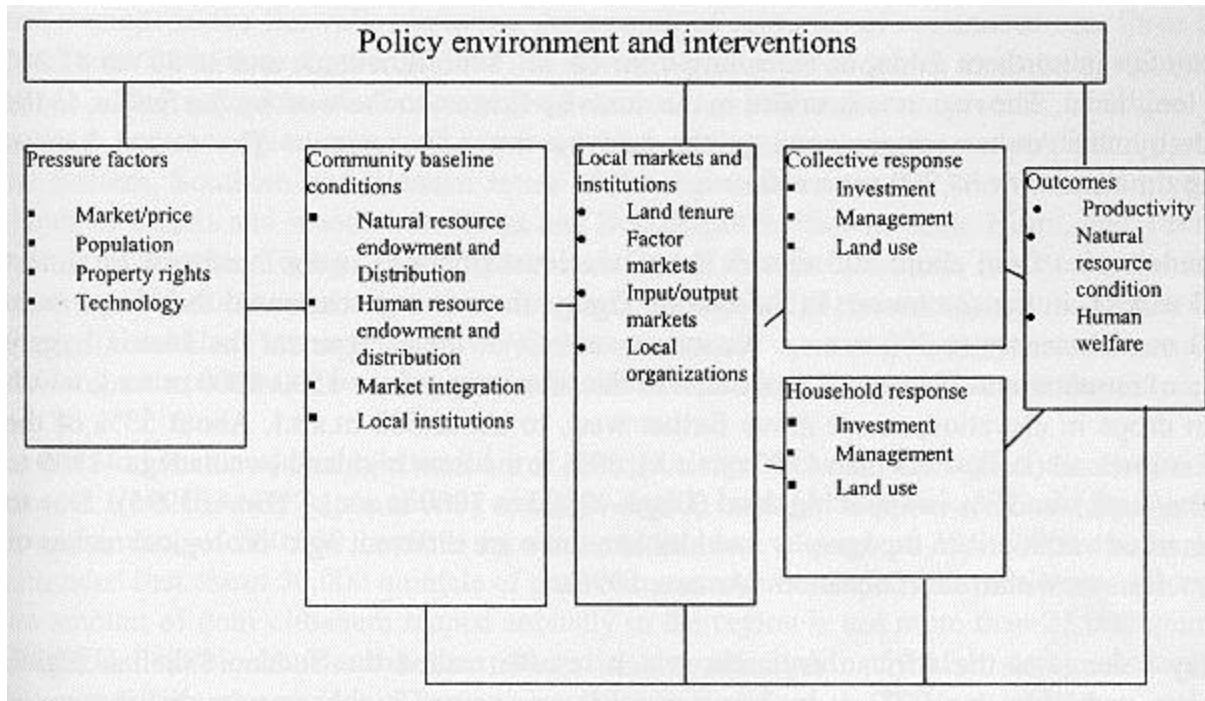 Policy environment and interventions
Pressure factors
Market/price
Population
Property rights
Technology
Community baseline
conditions
Natural resource
endowment and
Distribution
Human resource
endowment and
distribution
Market integration
Local institutions
Local markets and
institutions
Land tenure
Factor
markets
Input/output
markets
Local
organizations
Collective response
Investment
Management
Land use
Household response
Investment
Management
Land use
Outcomes
Productivity
Natural
resource
condition
Human
welfare